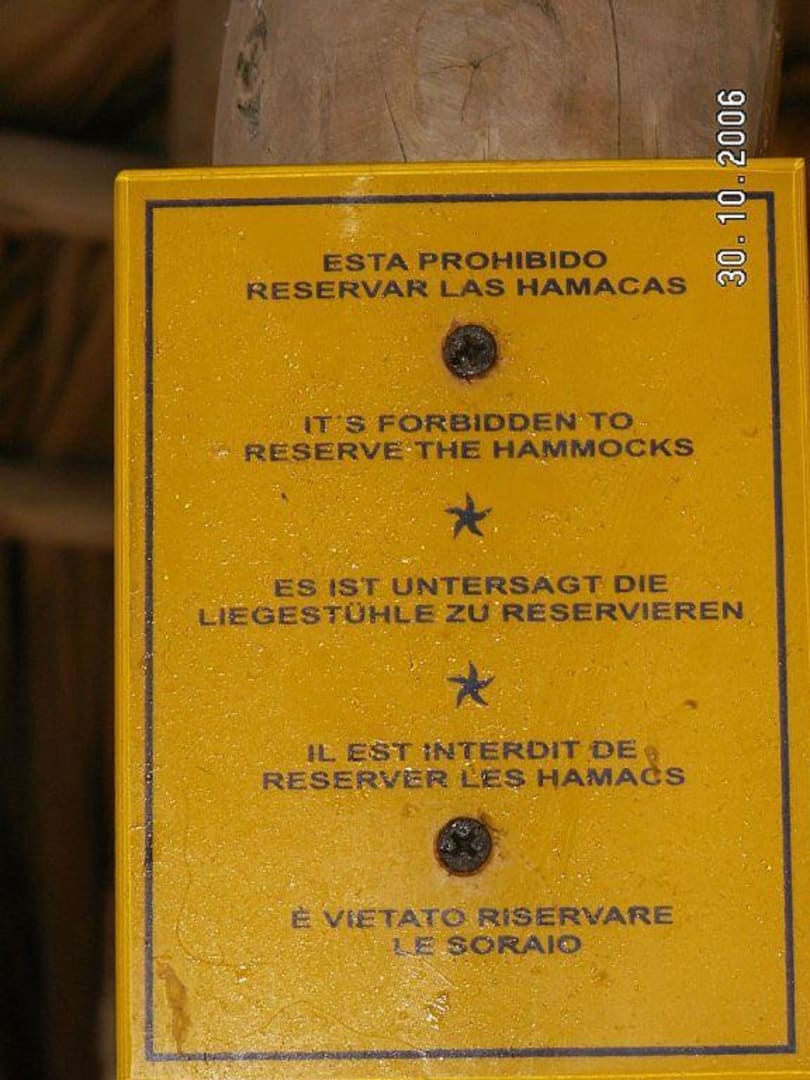 30.10.2006
ESTA PROHIBIDO
RESERVAR LAS HAMACAS
IT´S FORBIDDEN TO
RESERVE THE HAMMOCKS
ES IST UNTERSAGT DIE
LIEGESTÜHLE ZU RESERVIEREN
IL EST INTERDIT DE
RESERVER LES HAMACS
È VIETATO RISERVARE
LE SORAIO